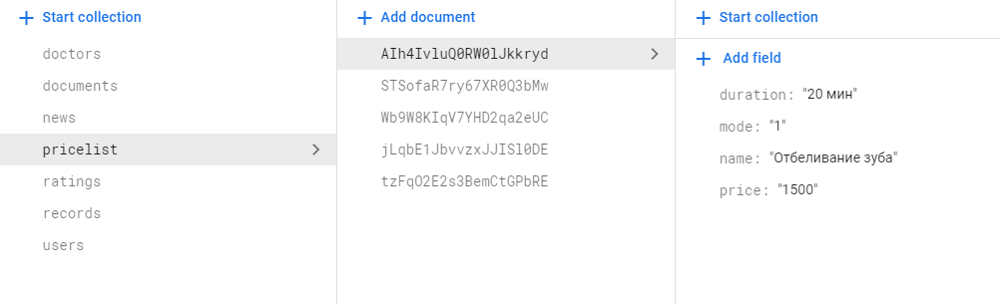 Start collection
doctors
documents
news
pricelist
ratings
records
users
Add document
AIh4IvluQ0RW0lJkkryd
STSofaR7ry67XR0Q3bMw
Wb9W8KIqV7YHD2qa2eUC
jLqbE1JbvvzxJJISl0DE
tzFqO2E2s3BemCtGPbRE
Start collection
Add field
duration: "20 мин"
mode: "1"
name: "Отбеливание зуба"
price: "1500"